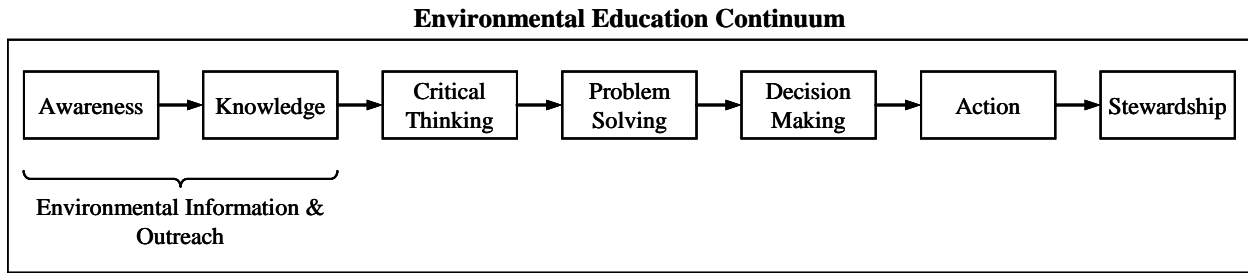 Environmental Education Continuum
Awareness
Knowledge
Critical
Thinking
Problem
Solving
Decision
Making
Action
Stewardship
Environmental Information &
Outreach